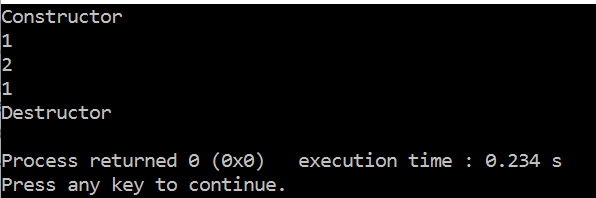 Constructor
1
2
1
Destructor
Process returned 0 (0x0)   execution time : 0.234 s
Press any key to continue.